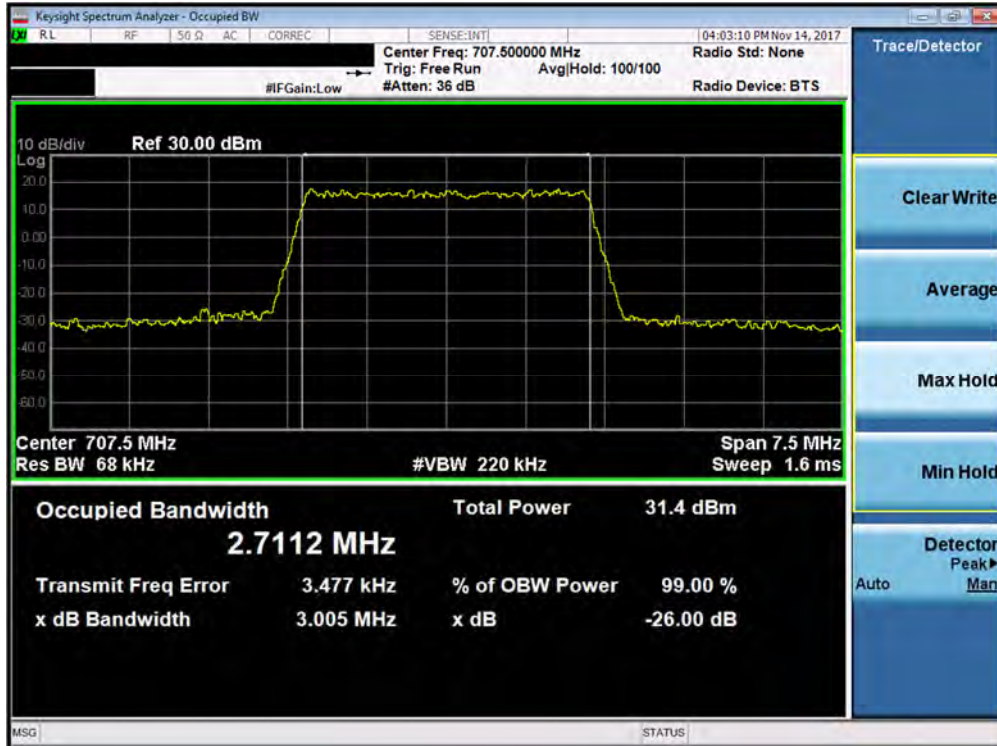 Keysight Spectrum Analyzer - Occupied BW
RL RF 50 Ω AC CORREC SENSE:INT 04:03:10 PM Nov 14, 2017
Center Freq: 707.500000 MHz Radio Std: None
Trig: Free Run Avg|Hold: 100/100
#IFGain:Low #Atten: 36 dB Radio Device: BTS
Trace/Detector
10 dB/div Ref 30.00 dBm
Log
20.0
10.0
0.00
-10.0
-20.0
-30.0
-40.0
-50.0
-60.0
Center 707.5 MHz Span 7.5 MHz
Res BW 68 kHz #VBW 220 kHz Sweep 1.6 ms
Occupied Bandwidth Total Power 31.4 dBm
2.7112 MHz
Transmit Freq Error 3.477 kHz % of OBW Power 99.00 %
x dB Bandwidth 3.005 MHz x dB -26.00 dB
Clear Write
Average
Max Hold
Min Hold
Detector
Peak▶
Auto Man
MSG STATUS